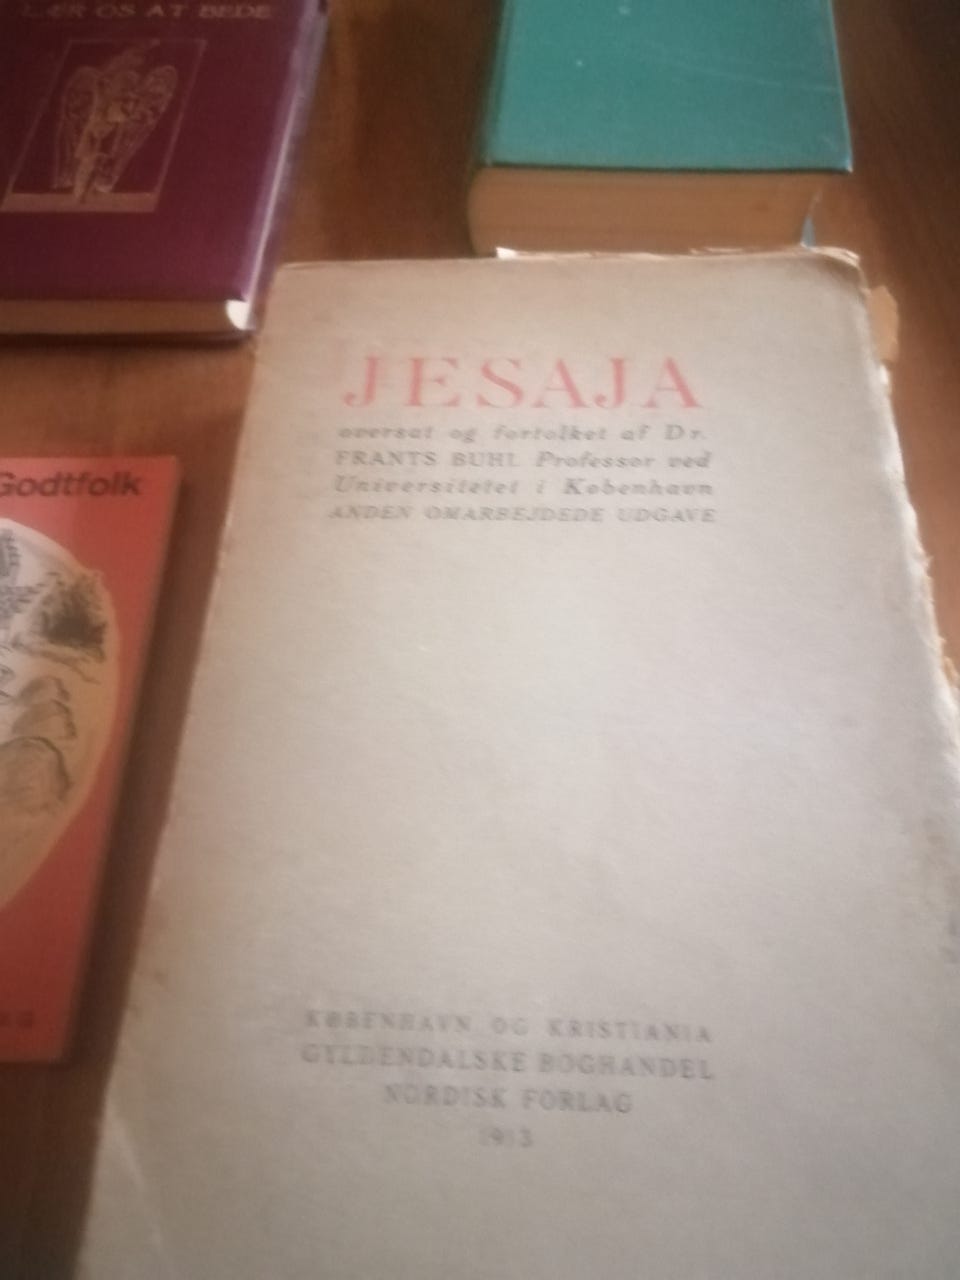 LÆR OS AT BEDE
JESAJA
oversat og fortolket af Dr.
FRANTS BUHL Professor ved
Universitetet i København
ANDEN OMARBEJDEDE UDGAVE
Godtfolk
KØBENHAVN OG KRISTIANIA
GYLDENDALSKE BOGHANDEL
NORDISK FORLAG
1913